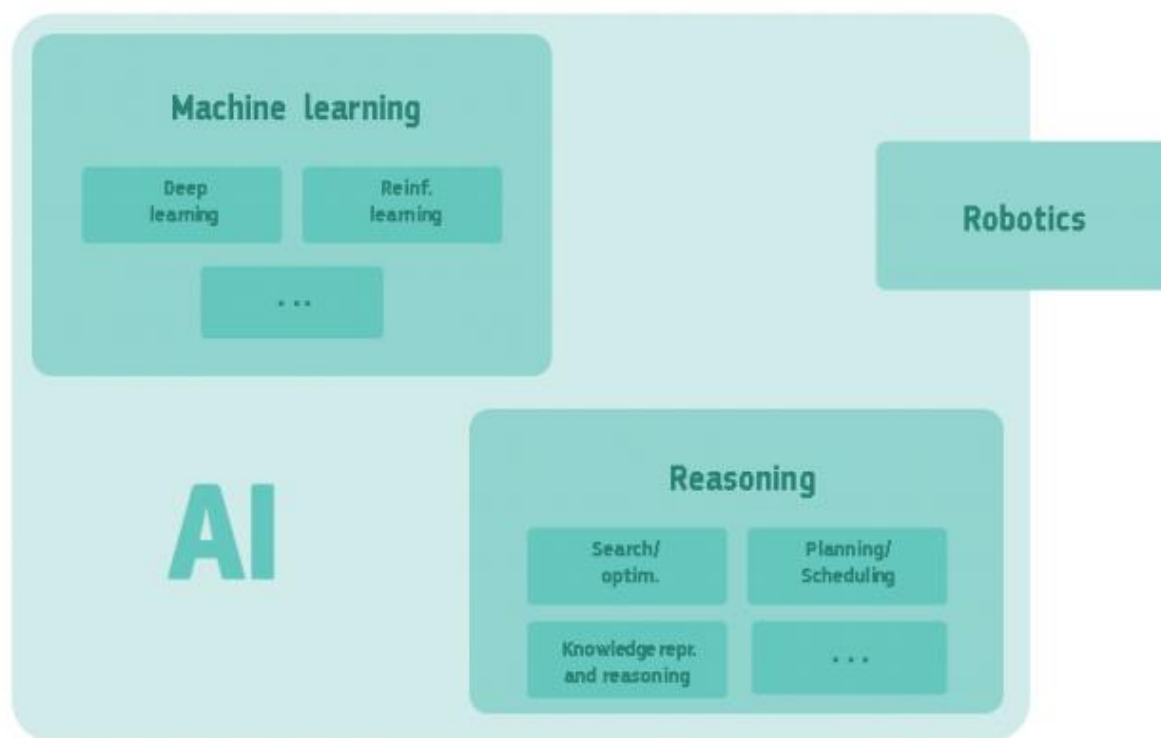 Machine learning
Deep
learning
Reinf.
learning
...
Robotics
AI
Reasoning
Search/
optim.
Planning/
Scheduling
Knowledge repr.
and reasoning
...